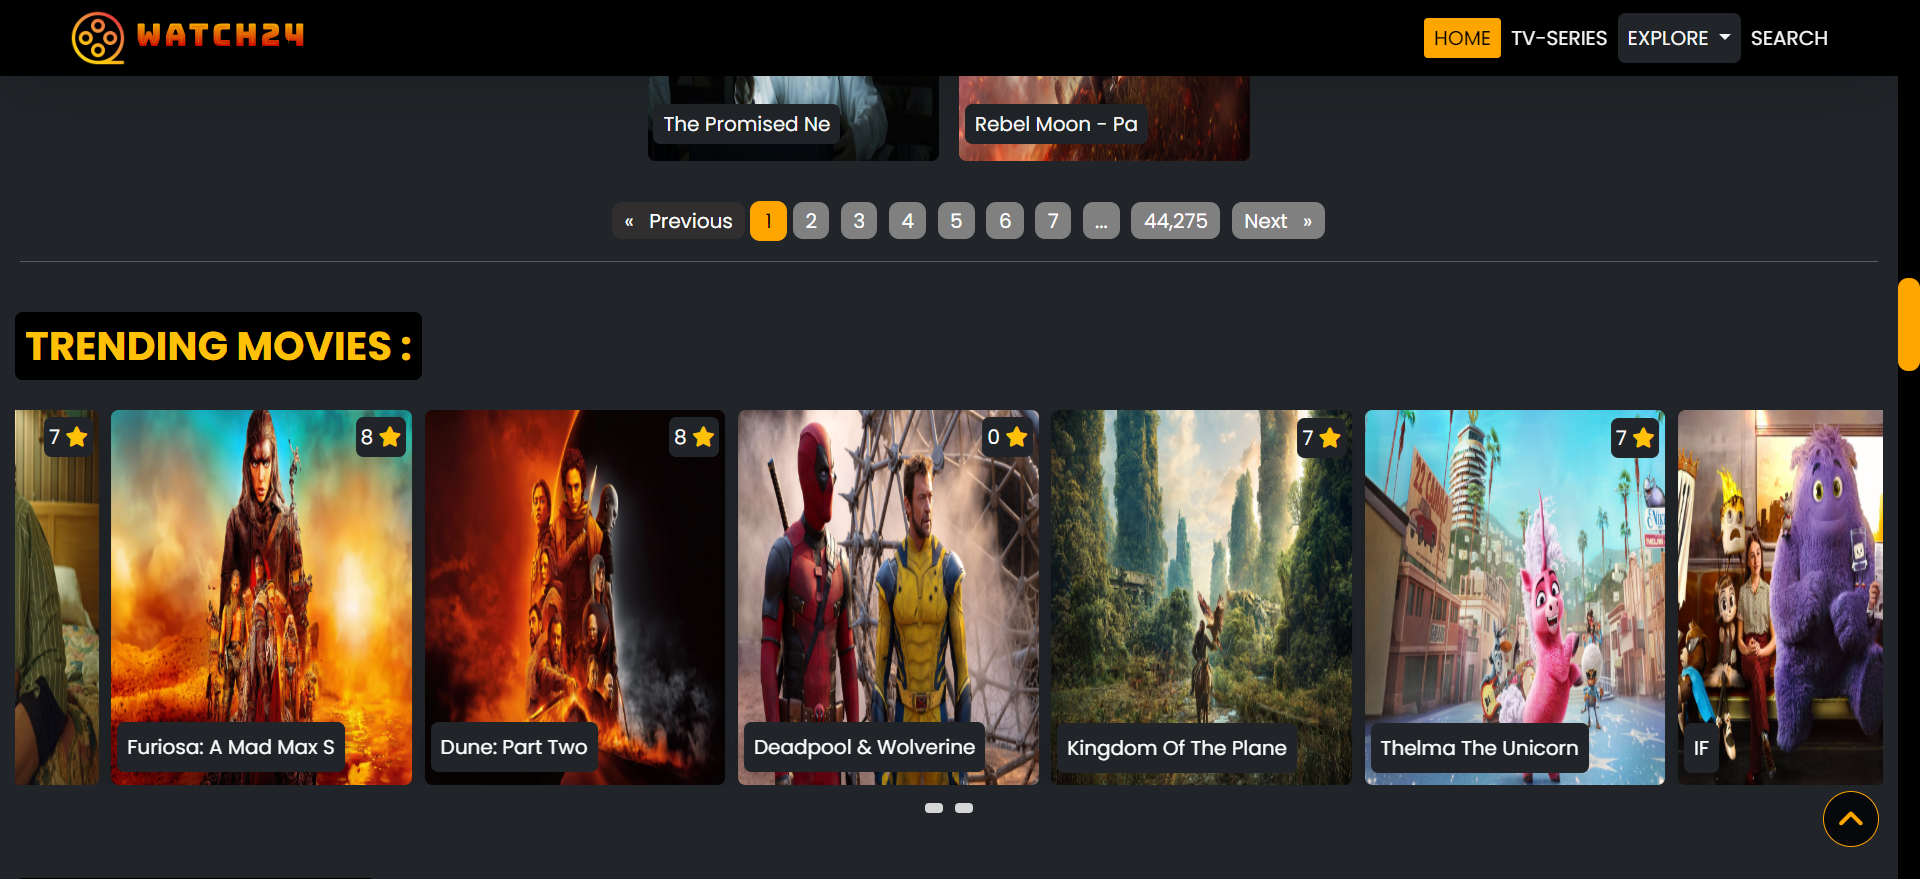 WATCH24
HOME TV-SERIES EXPLORE SEARCH
The Promised Ne
Rebel Moon - Pa
« Previous 1 2 3 4 5 6 7 ... 44,275 Next »
TRENDING MOVIES :
7
8
8
0
7
7
Furiosa: A Mad Max S
Dune: Part Two
Deadpool & Wolverine
Kingdom Of The Plane
Thelma The Unicorn
IF